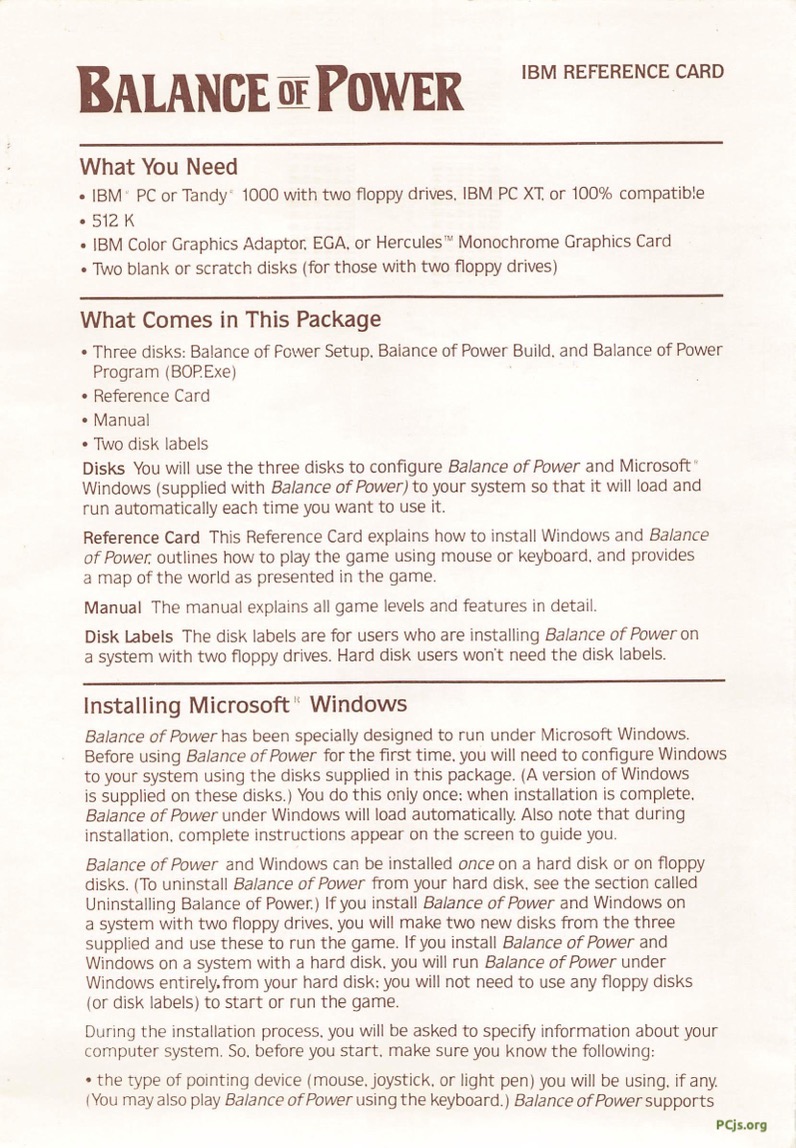 BALANCE OF POWER
IBM REFERENCE CARD
What You Need
• IBM® PC or Tandy® 1000 with two floppy drives, IBM PC XT, or 100% compatible
• 512 K
• IBM Color Graphics Adaptor, EGA, or Hercules™ Monochrome Graphics Card
• Two blank or scratch disks (for those with two floppy drives)
What Comes in This Package
• Three disks: Balance of Power Setup, Balance of Power Build, and Balance of Power
Program (BOP.Exe)
• Reference Card
• Manual
• Two disk labels
Disks You will use the three disks to configure Balance of Power and Microsoft®
Windows (supplied with Balance of Power) to your system so that it will load and
run automatically each time you want to use it.
Reference Card This Reference Card explains how to install Windows and Balance
of Power, outlines how to play the game using mouse or keyboard, and provides
a map of the world as presented in the game.
Manual The manual explains all game levels and features in detail.
Disk Labels The disk labels are for users who are installing Balance of Power on
a system with two floppy drives. Hard disk users won't need the disk labels.
Installing Microsoft® Windows
Balance of Power has been specially designed to run under Microsoft Windows.
Before using Balance of Power for the first time, you will need to configure Windows
to your system using the disks supplied in this package. (A version of Windows
is supplied on these disks.) You do this only once; when installation is complete,
Balance of Power under Windows will load automatically. Also note that during
installation, complete instructions appear on the screen to guide you.
Balance of Power and Windows can be installed once on a hard disk or on floppy
disks. (To uninstall Balance of Power from your hard disk, see the section called
Uninstalling Balance of Power.) If you install Balance of Power and Windows on
a system with two floppy drives, you will make two new disks from the three
supplied and use these to run the game. If you install Balance of Power and
Windows on a system with a hard disk, you will run Balance of Power under
Windows entirely from your hard disk; you will not need to use any floppy disks
(or disk labels) to start or run the game.
During the installation process, you will be asked to specify information about your
computer system. So, before you start, make sure you know the following:
• the type of pointing device (mouse, joystick, or light pen) you will be using, if any.
(You may also play Balance of Power using the keyboard.) Balance of Power supports
PCjs.org